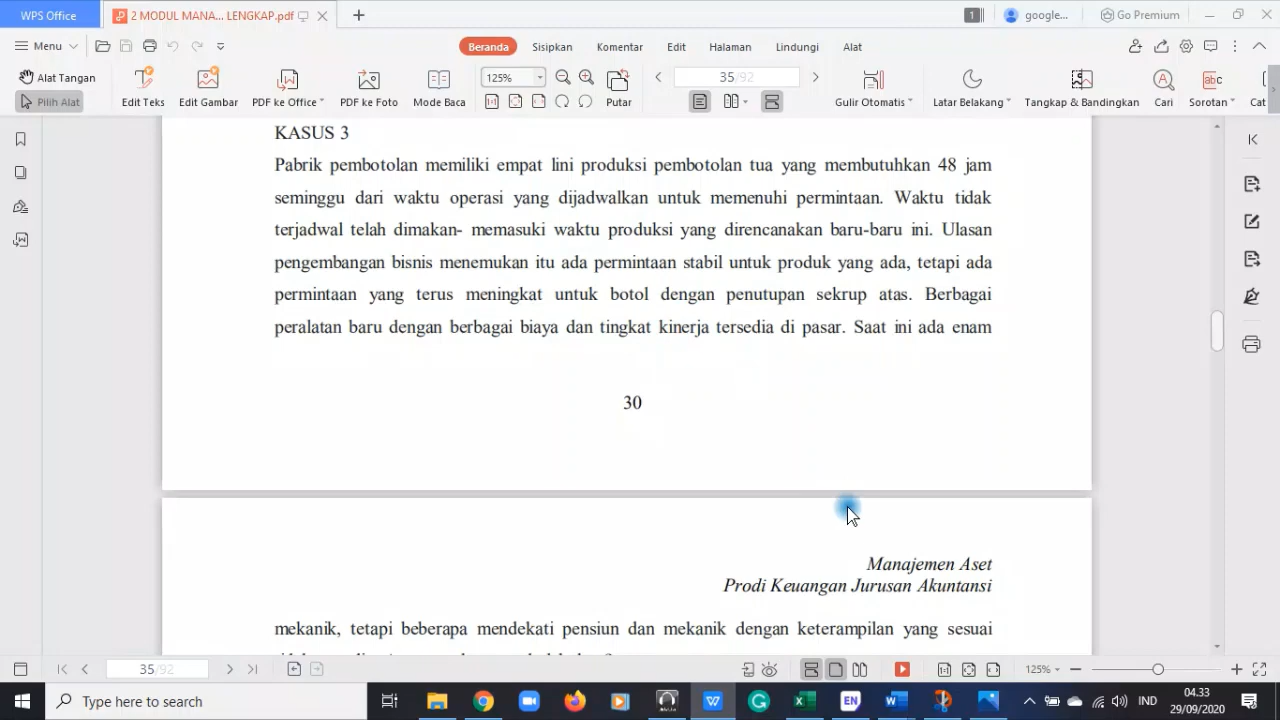 WPS Office
2 MODUL MANA... LENGKAP.pdf
1
google...
Go Premium
Menu
Beranda
Sisipkan
Komentar
Edit
Halaman
Lindungi
Alat
Alat Tangan
Pilih Alat
Edit Teks
Edit Gambar
PDF ke Office
PDF ke Foto
Mode Baca
125%
Putar
35/92
Gulir Otomatis
Latar Belakang
Tangkap & Bandingkan
Cari
Sorotan
Cat
KASUS 3
Pabrik pembotolan memiliki empat lini produksi pembotolan tua yang membutuhkan 48 jam
seminggu dari waktu operasi yang dijadwalkan untuk memenuhi permintaan. Waktu tidak
terjadwal telah dimakan- memasuki waktu produksi yang direncanakan baru-baru ini. Ulasan
pengembangan bisnis menemukan itu ada permintaan stabil untuk produk yang ada, tetapi ada
permintaan yang terus meningkat untuk botol dengan penutupan sekrup atas. Berbagai
peralatan baru dengan berbagai biaya dan tingkat kinerja tersedia di pasar. Saat ini ada enam
30
Manajemen Aset
Prodi Keuangan Jurusan Akuntansi
mekanik, tetapi beberapa mendekati pensiun dan mekanik dengan keterampilan yang sesuai
35/92
125%
Type here to search
IND
04.33
29/09/2020